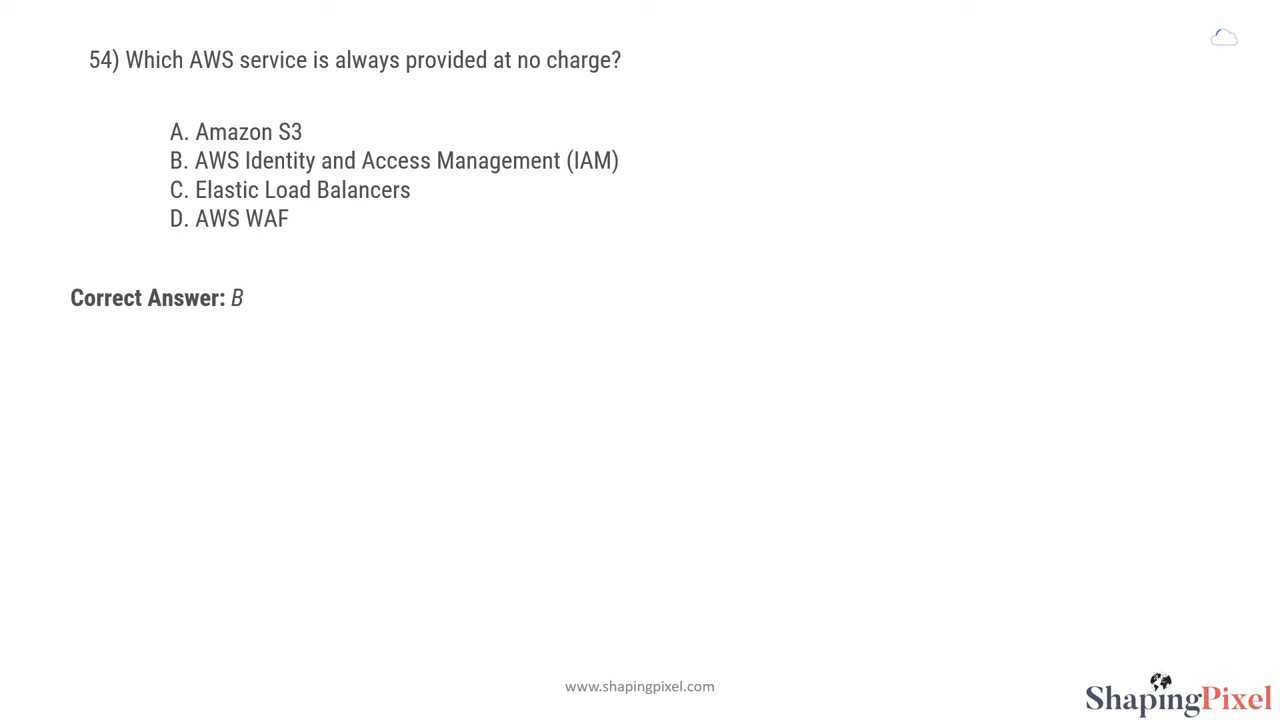 54) Which AWS service is always provided at no charge?
A. Amazon S3
B. AWS Identity and Access Management (IAM)
C. Elastic Load Balancers
D. AWS WAF
Correct Answer: B
www.shapingpixel.com
ShapingPixel